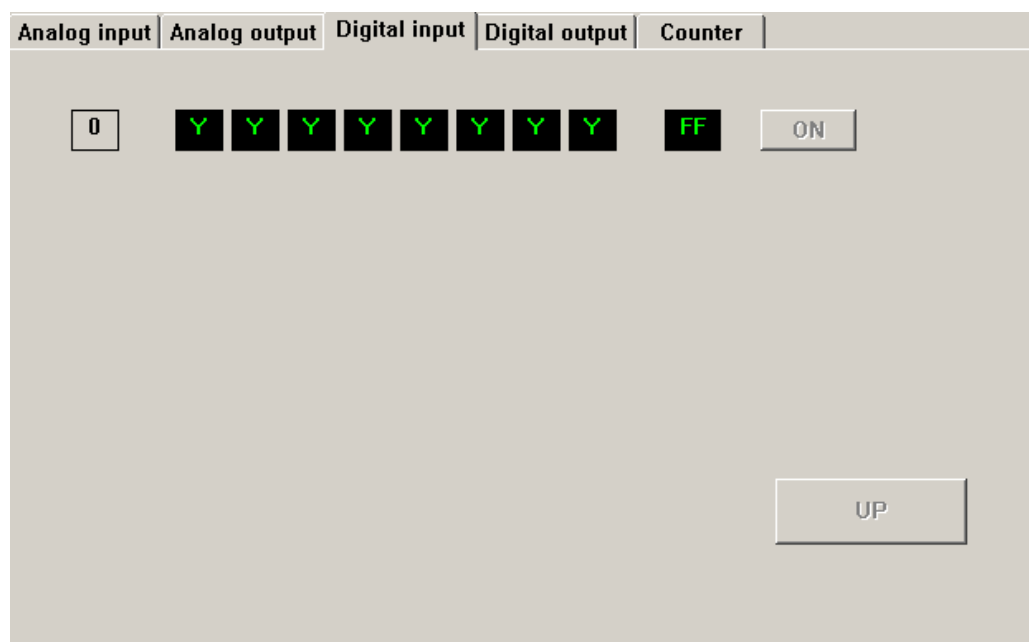 Analog input Analog output Digital input Digital output Counter
0 Y Y Y Y Y Y Y Y FF ON
UP